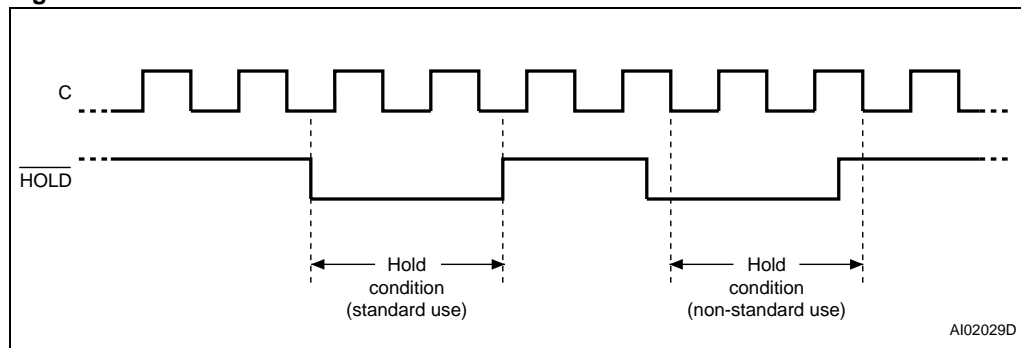 C
HOLD
Hold
condition
(standard use)
Hold
condition
(non-standard use)
AI02029D